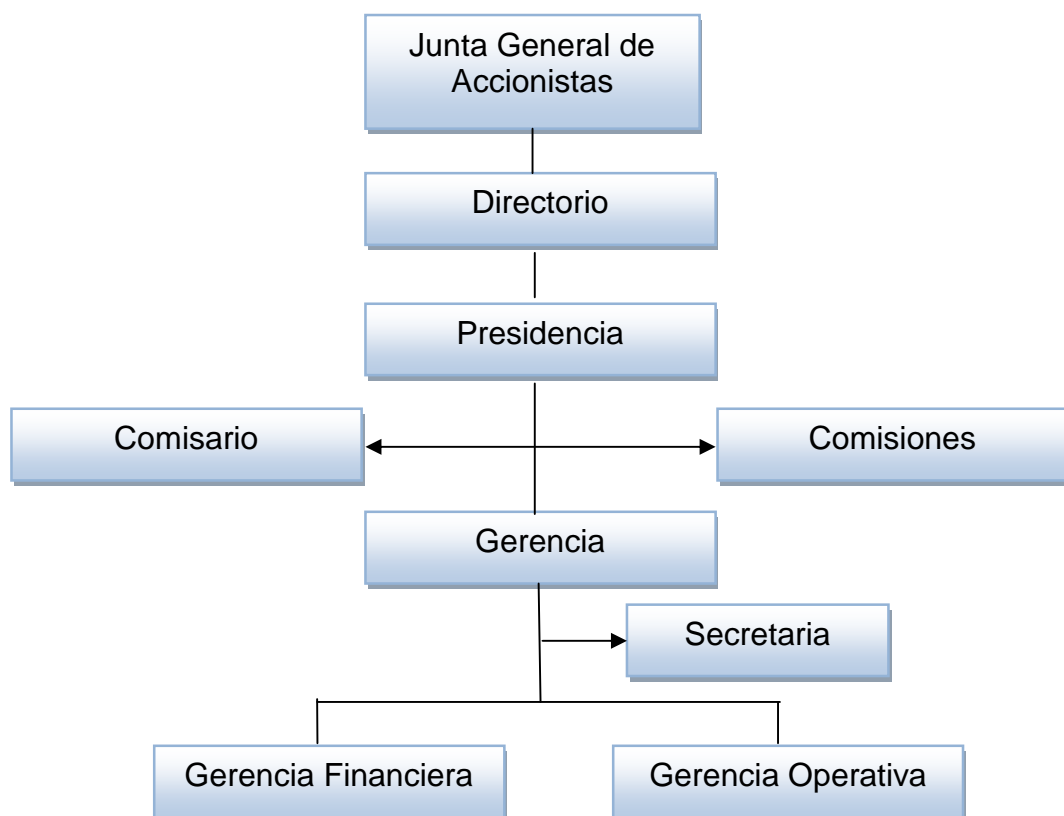 Junta General de
Accionistas
Directorio
Presidencia
Comisario
Comisiones
Gerencia
Secretaria
Gerencia Financiera
Gerencia Operativa